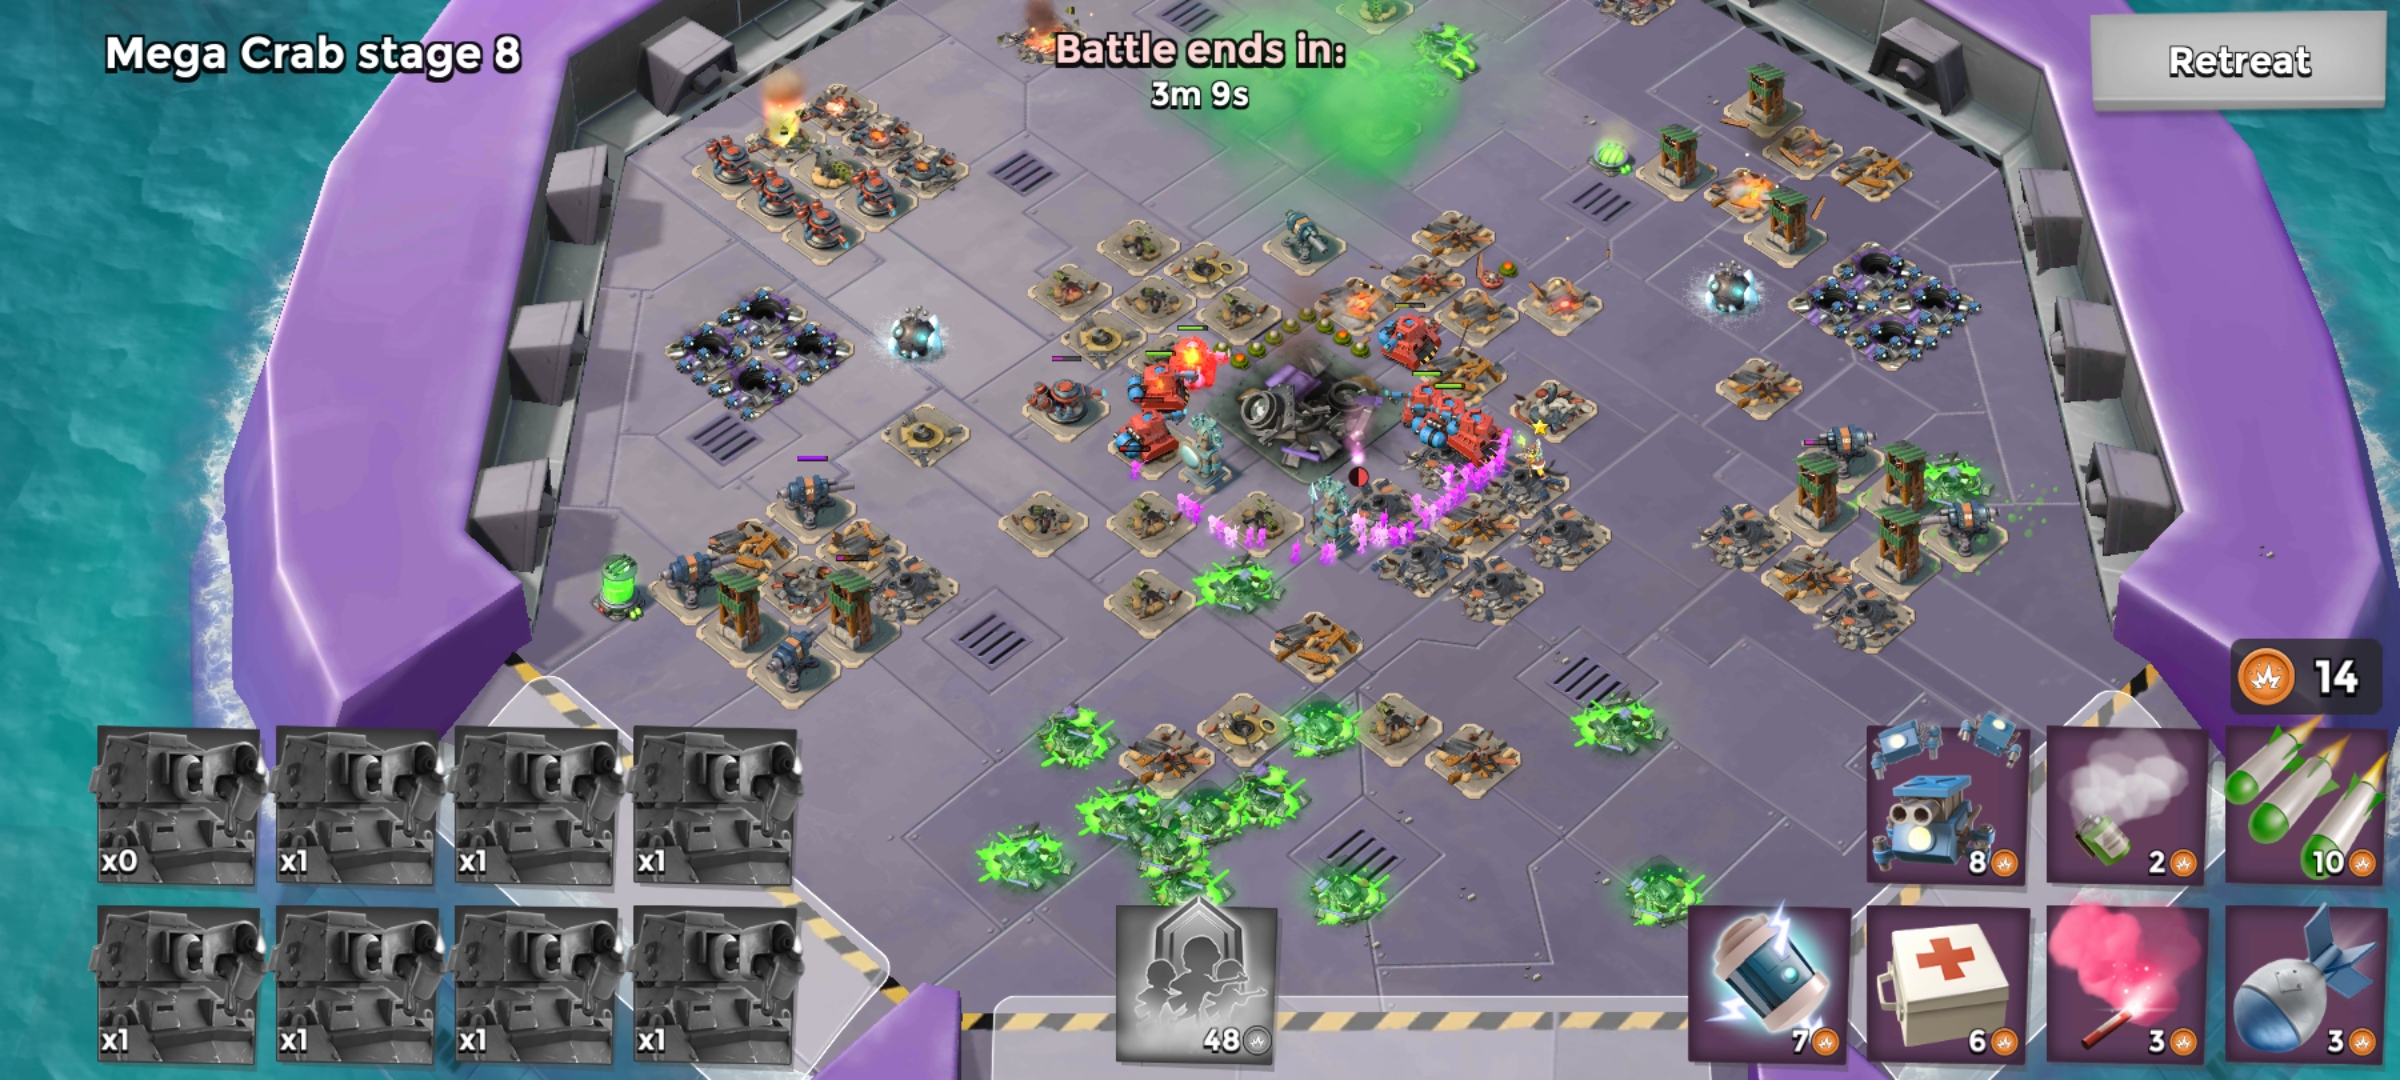 Mega Crab stage 8
Battle ends in:
3m 9s
Retreat
14
x0
x1
x1
x1
8
2
10
x1
x1
x1
x1
48
7
6
3
3